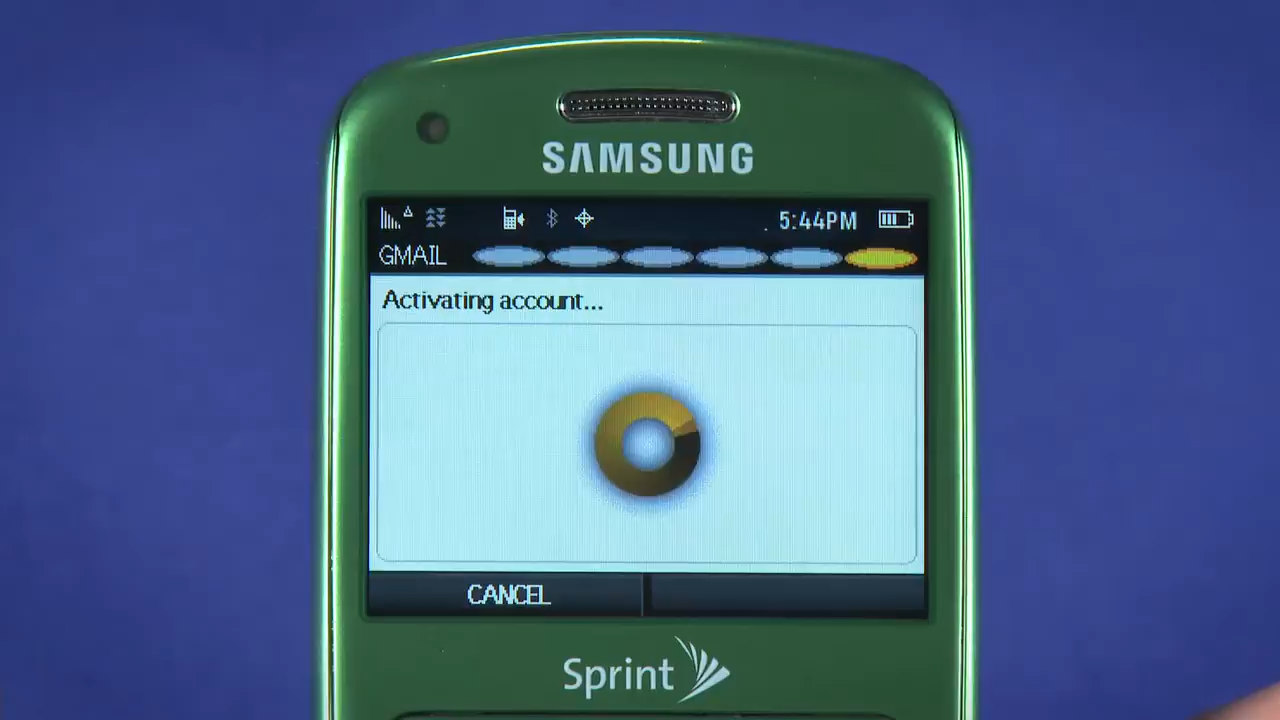 SAMSUNG
5:44PM
GMAIL
Activating account...
CANCEL
Sprint